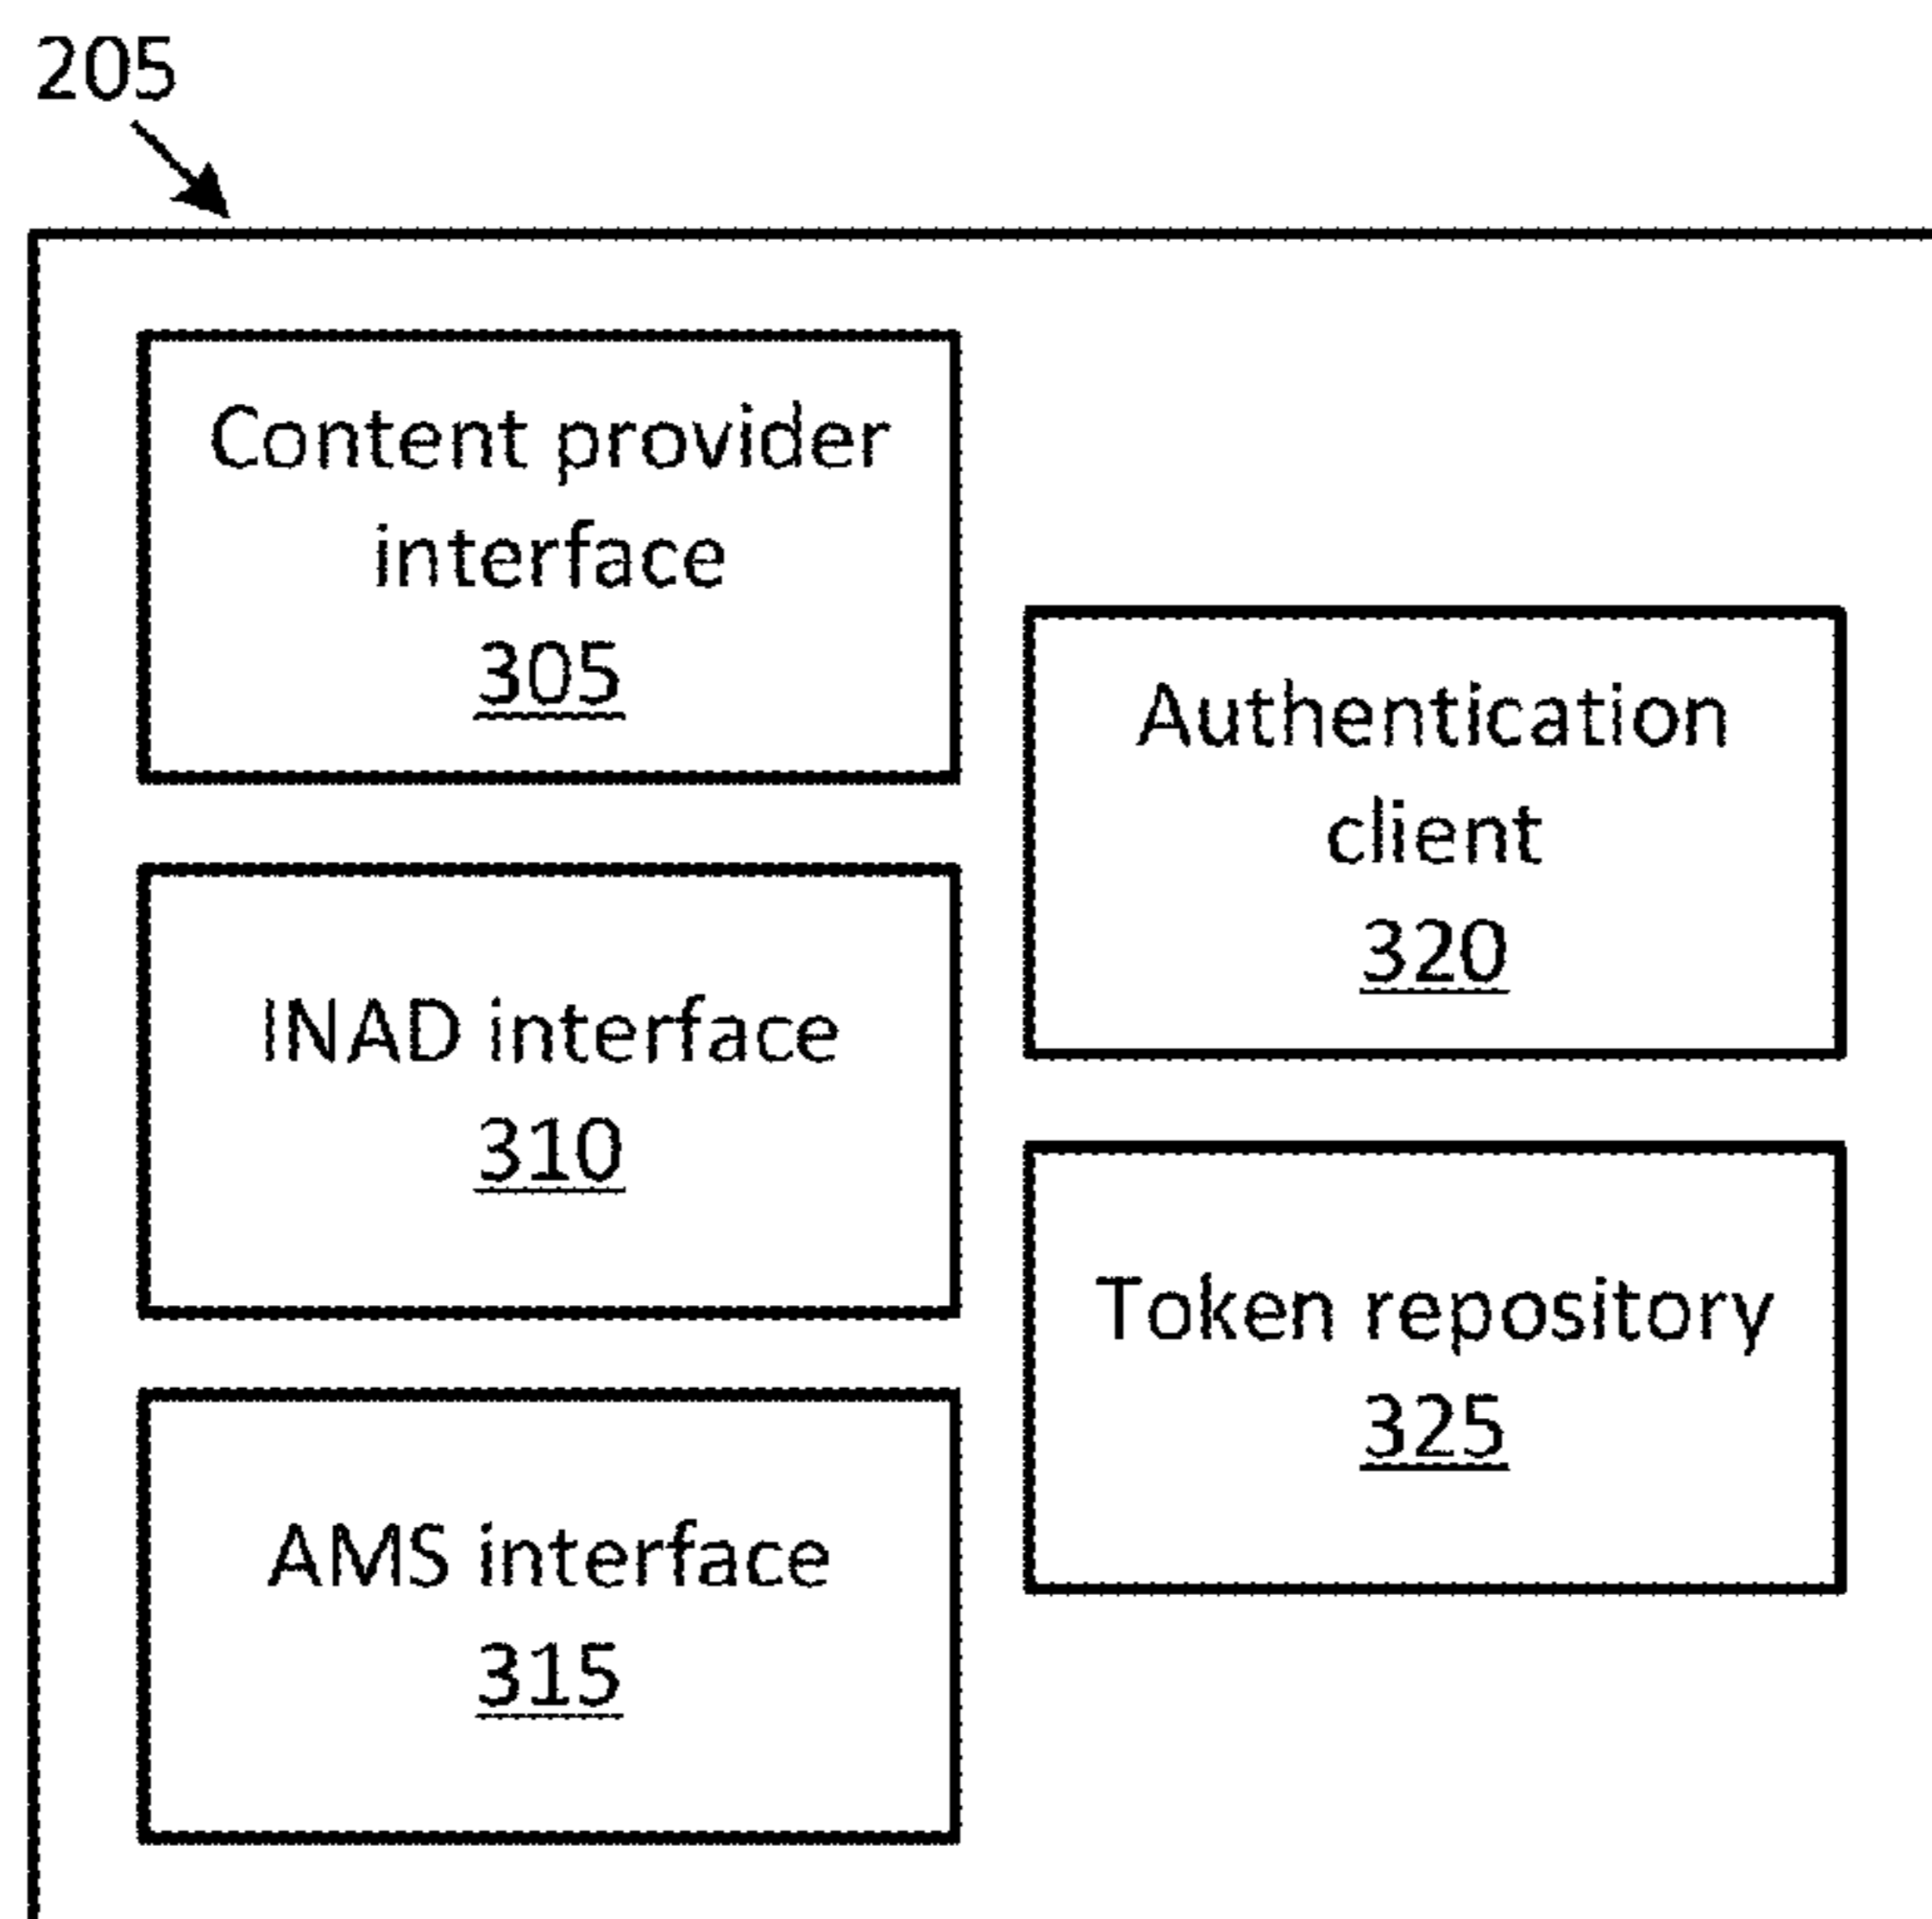 205
Content provider
interface
305
INAD interface
310
AMS interface
315
Authentication
client
320
Token repository
325